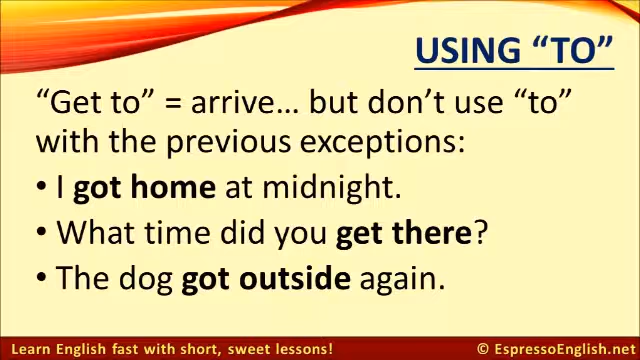 USING “TO”
“Get to” = arrive… but don’t use “to”
with the previous exceptions:
• I got home at midnight.
• What time did you get there?
• The dog got outside again.
Learn English fast with short, sweet lessons!
© EspressoEnglish.net